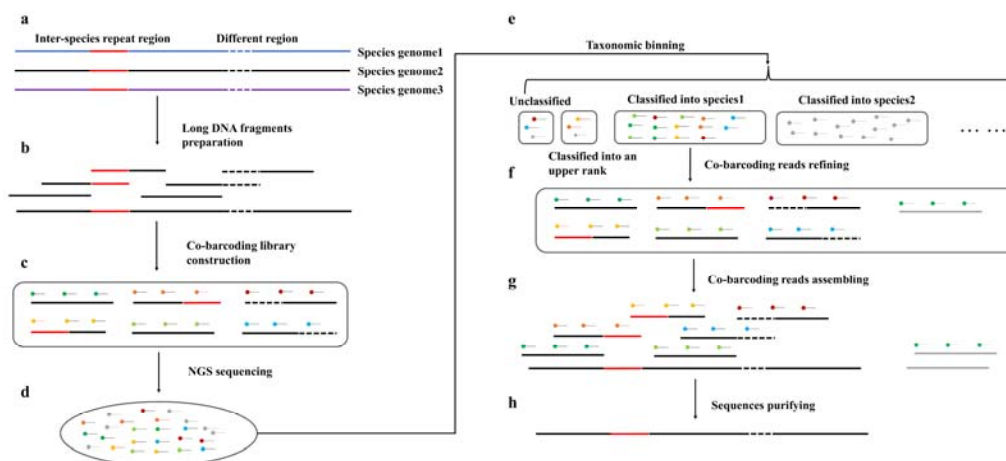 a
Inter-species repeat region
Different region
Species genome1
Species genome2
Species genome3
Long DNA fragments
preparation
b
Co-barcoding library
construction
c
NGS sequencing
d
e
Taxonomic binning
Unclassified
Classified into species1
Classified into species2
... ...
Classified into an
upper rank
Co-barcoding reads refining
f
Co-barcoding reads assembling
g
Sequences purifying
h